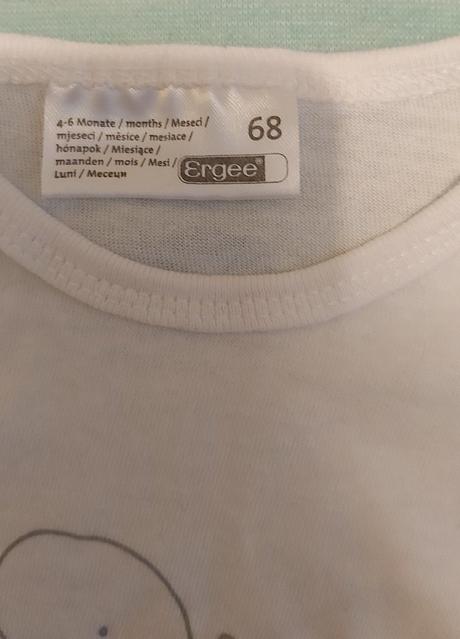 4-6 Monate / months / Meseci /
mjeseci / měsíce / mesiace /
hónapok / Miesiące /
maanden / mois / Mesi /
Luni / Месеци
68
Ergee®